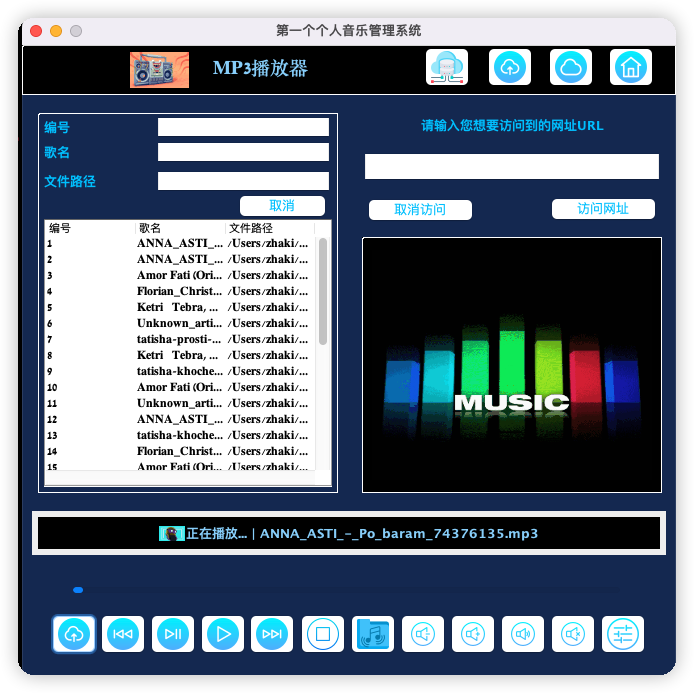 第一个个人音乐管理系统
MP3播放器
编号
歌名
文件路径
取消
编号 歌名 文件路径
1 ANNA_ASTI_... /Users/zhaki/...
2 ANNA_ASTI_... /Users/zhaki/...
3 Amor Fati (Ori... /Users/zhaki/...
4 Florian_Christ... /Users/zhaki/...
5 Ketri Tebra, ... /Users/zhaki/...
6 Unknown_arti... /Users/zhaki/...
7 tatisha-prosti-... /Users/zhaki/...
8 Ketri Tebra, ... /Users/zhaki/...
9 tatisha-khoche... /Users/zhaki/...
10 Amor Fati (Ori... /Users/zhaki/...
11 Unknown_arti... /Users/zhaki/...
12 ANNA_ASTI_... /Users/zhaki/...
13 tatisha-khoche... /Users/zhaki/...
14 Florian_Christ... /Users/zhaki/...
15 Amor Fati (Ori... /Users/zhaki/...
请输入您想要访问到的网址URL
取消访问
访问网址
MUSIC
正在播放... | ANNA_ASTI_-_Po_baram_74376135.mp3